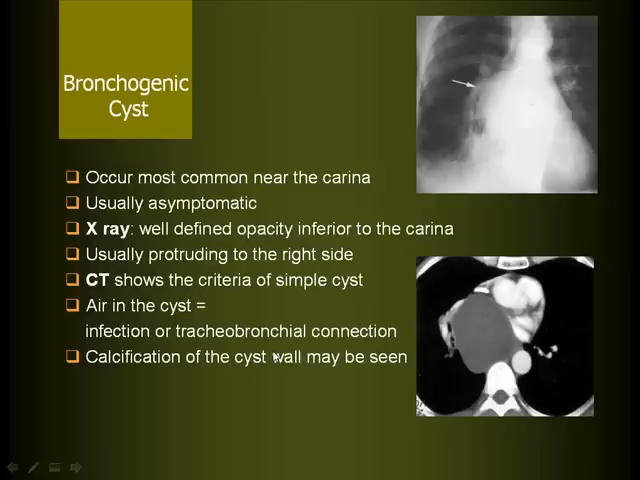 Bronchogenic
Cyst
Occur most common near the carina
Usually asymptomatic
X ray: well defined opacity inferior to the carina
Usually protruding to the right side
CT shows the criteria of simple cyst
Air in the cyst =
infection or tracheobronchial connection
Calcification of the cyst wall may be seen